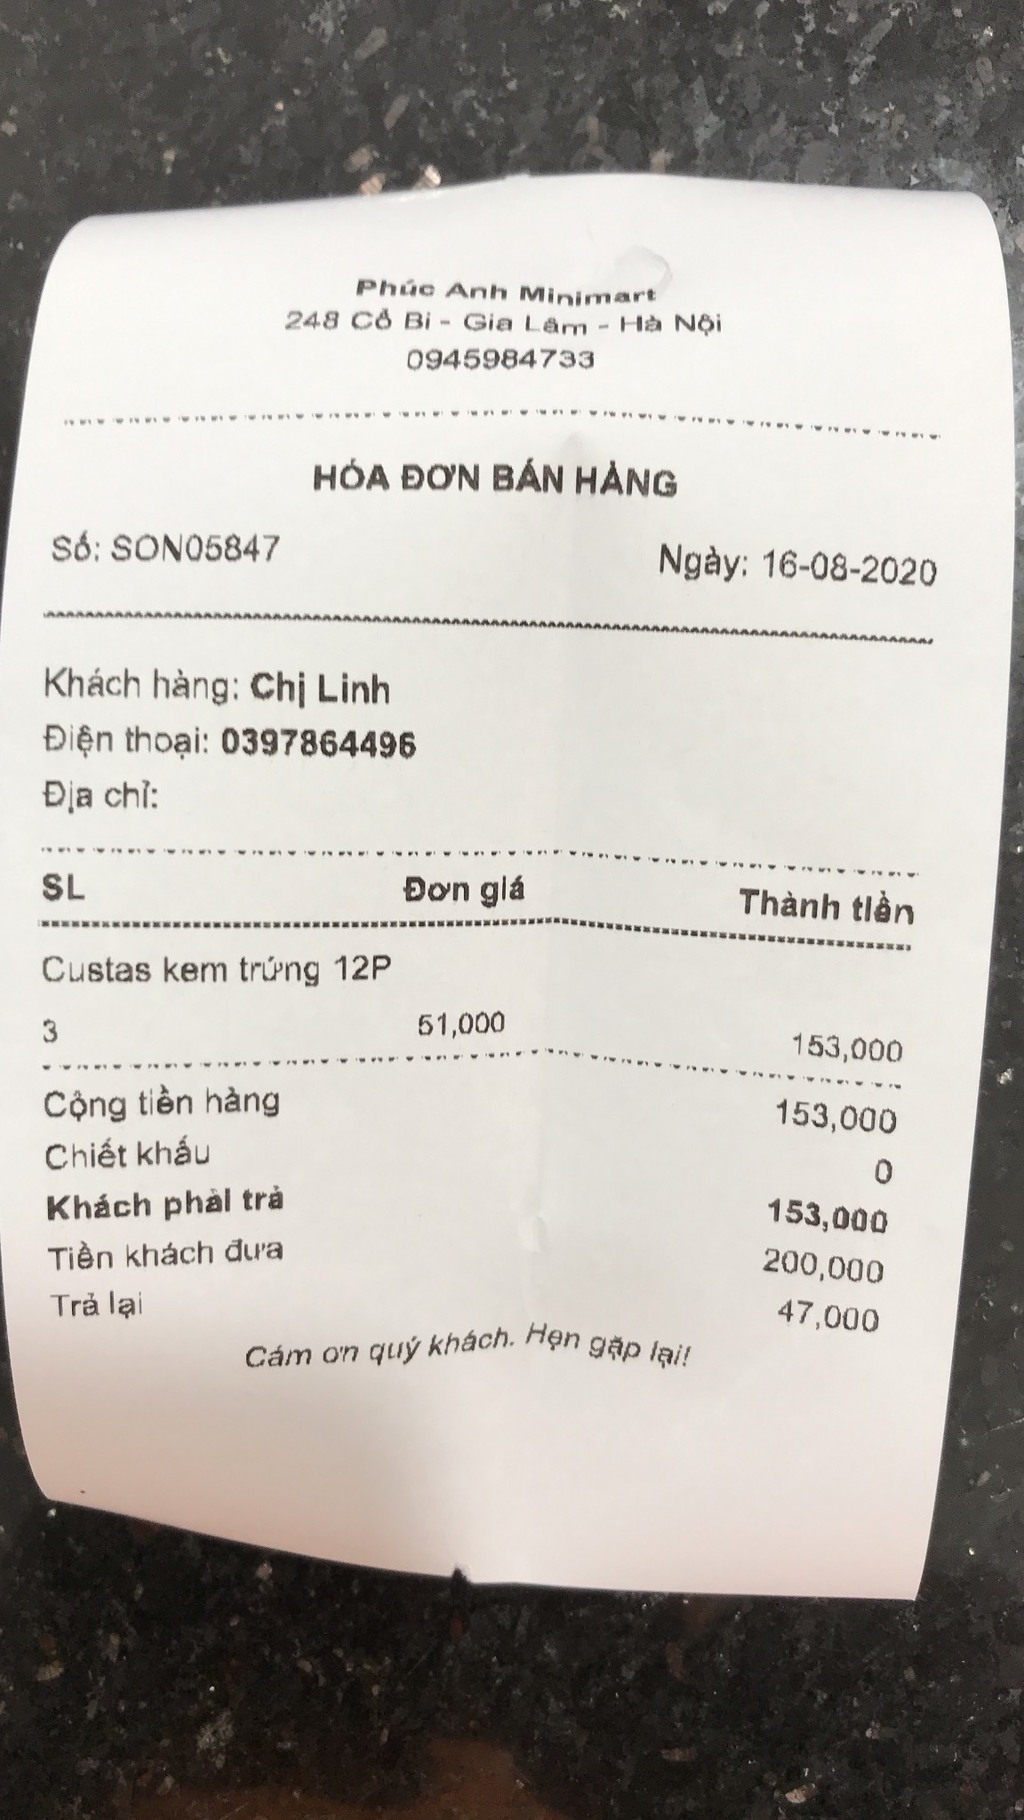 Phúc Anh Minimart
248 Cổ Bi - Gia Lâm - Hà Nội
0945984733
HÓA ĐƠN BÁN HÀNG
Số: SON05847 Ngày: 16-08-2020
Khách hàng: Chị Linh
Điện thoại: 0397864496
Địa chỉ:
SL Đơn giá Thành tiền
Custas kem trứng 12P
3 51,000 153,000
Cộng tiền hàng 153,000
Chiết khấu 0
Khách phải trả 153,000
Tiền khách đưa 200,000
Trả lại 47,000
Cám ơn quý khách. Hẹn gặp lại!